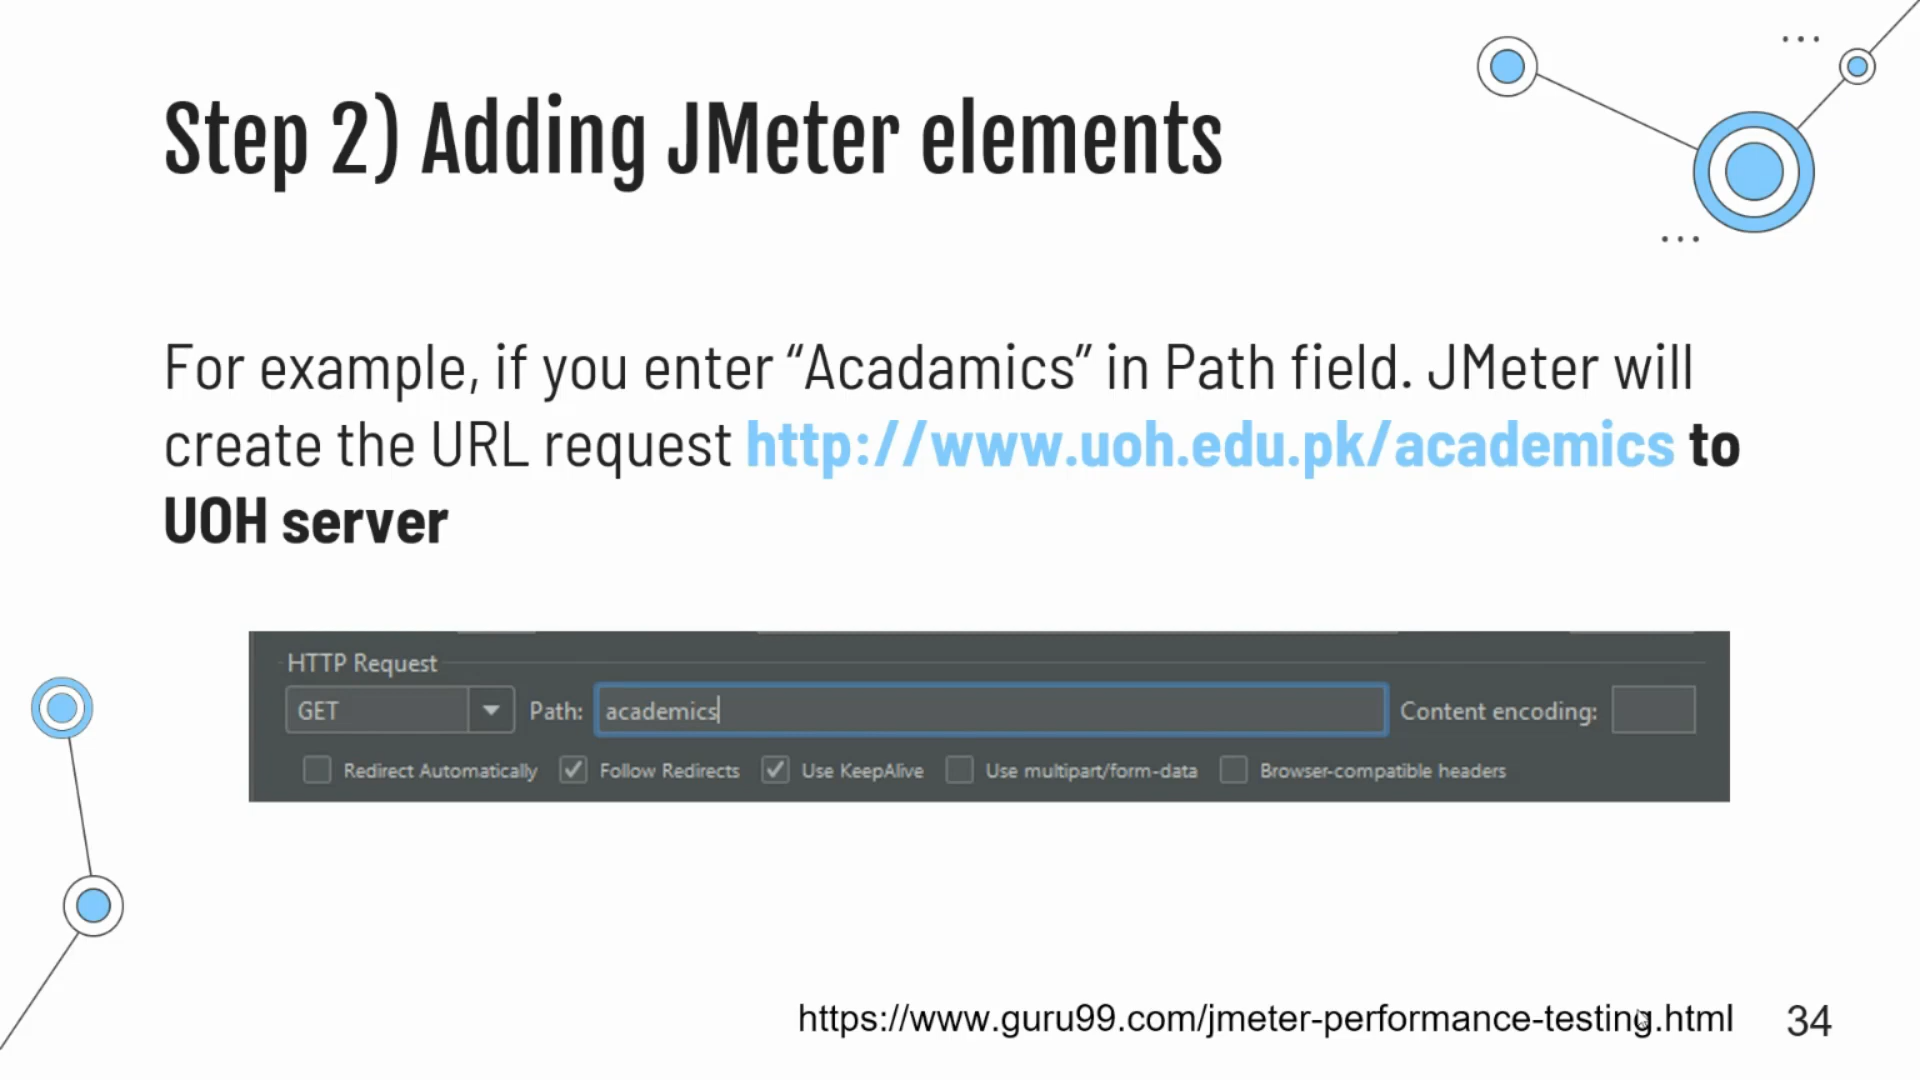 Step 2) Adding JMeter elements
For example, if you enter “Acadamics” in Path field. JMeter will
create the URL request http://www.uoh.edu.pk/academics to
UOH server
HTTP Request
GET Path: academics Content encoding:
Redirect Automatically Follow Redirects Use KeepAlive Use multipart/form-data Browser-compatible headers
https://www.guru99.com/jmeter-performance-testing.html 34